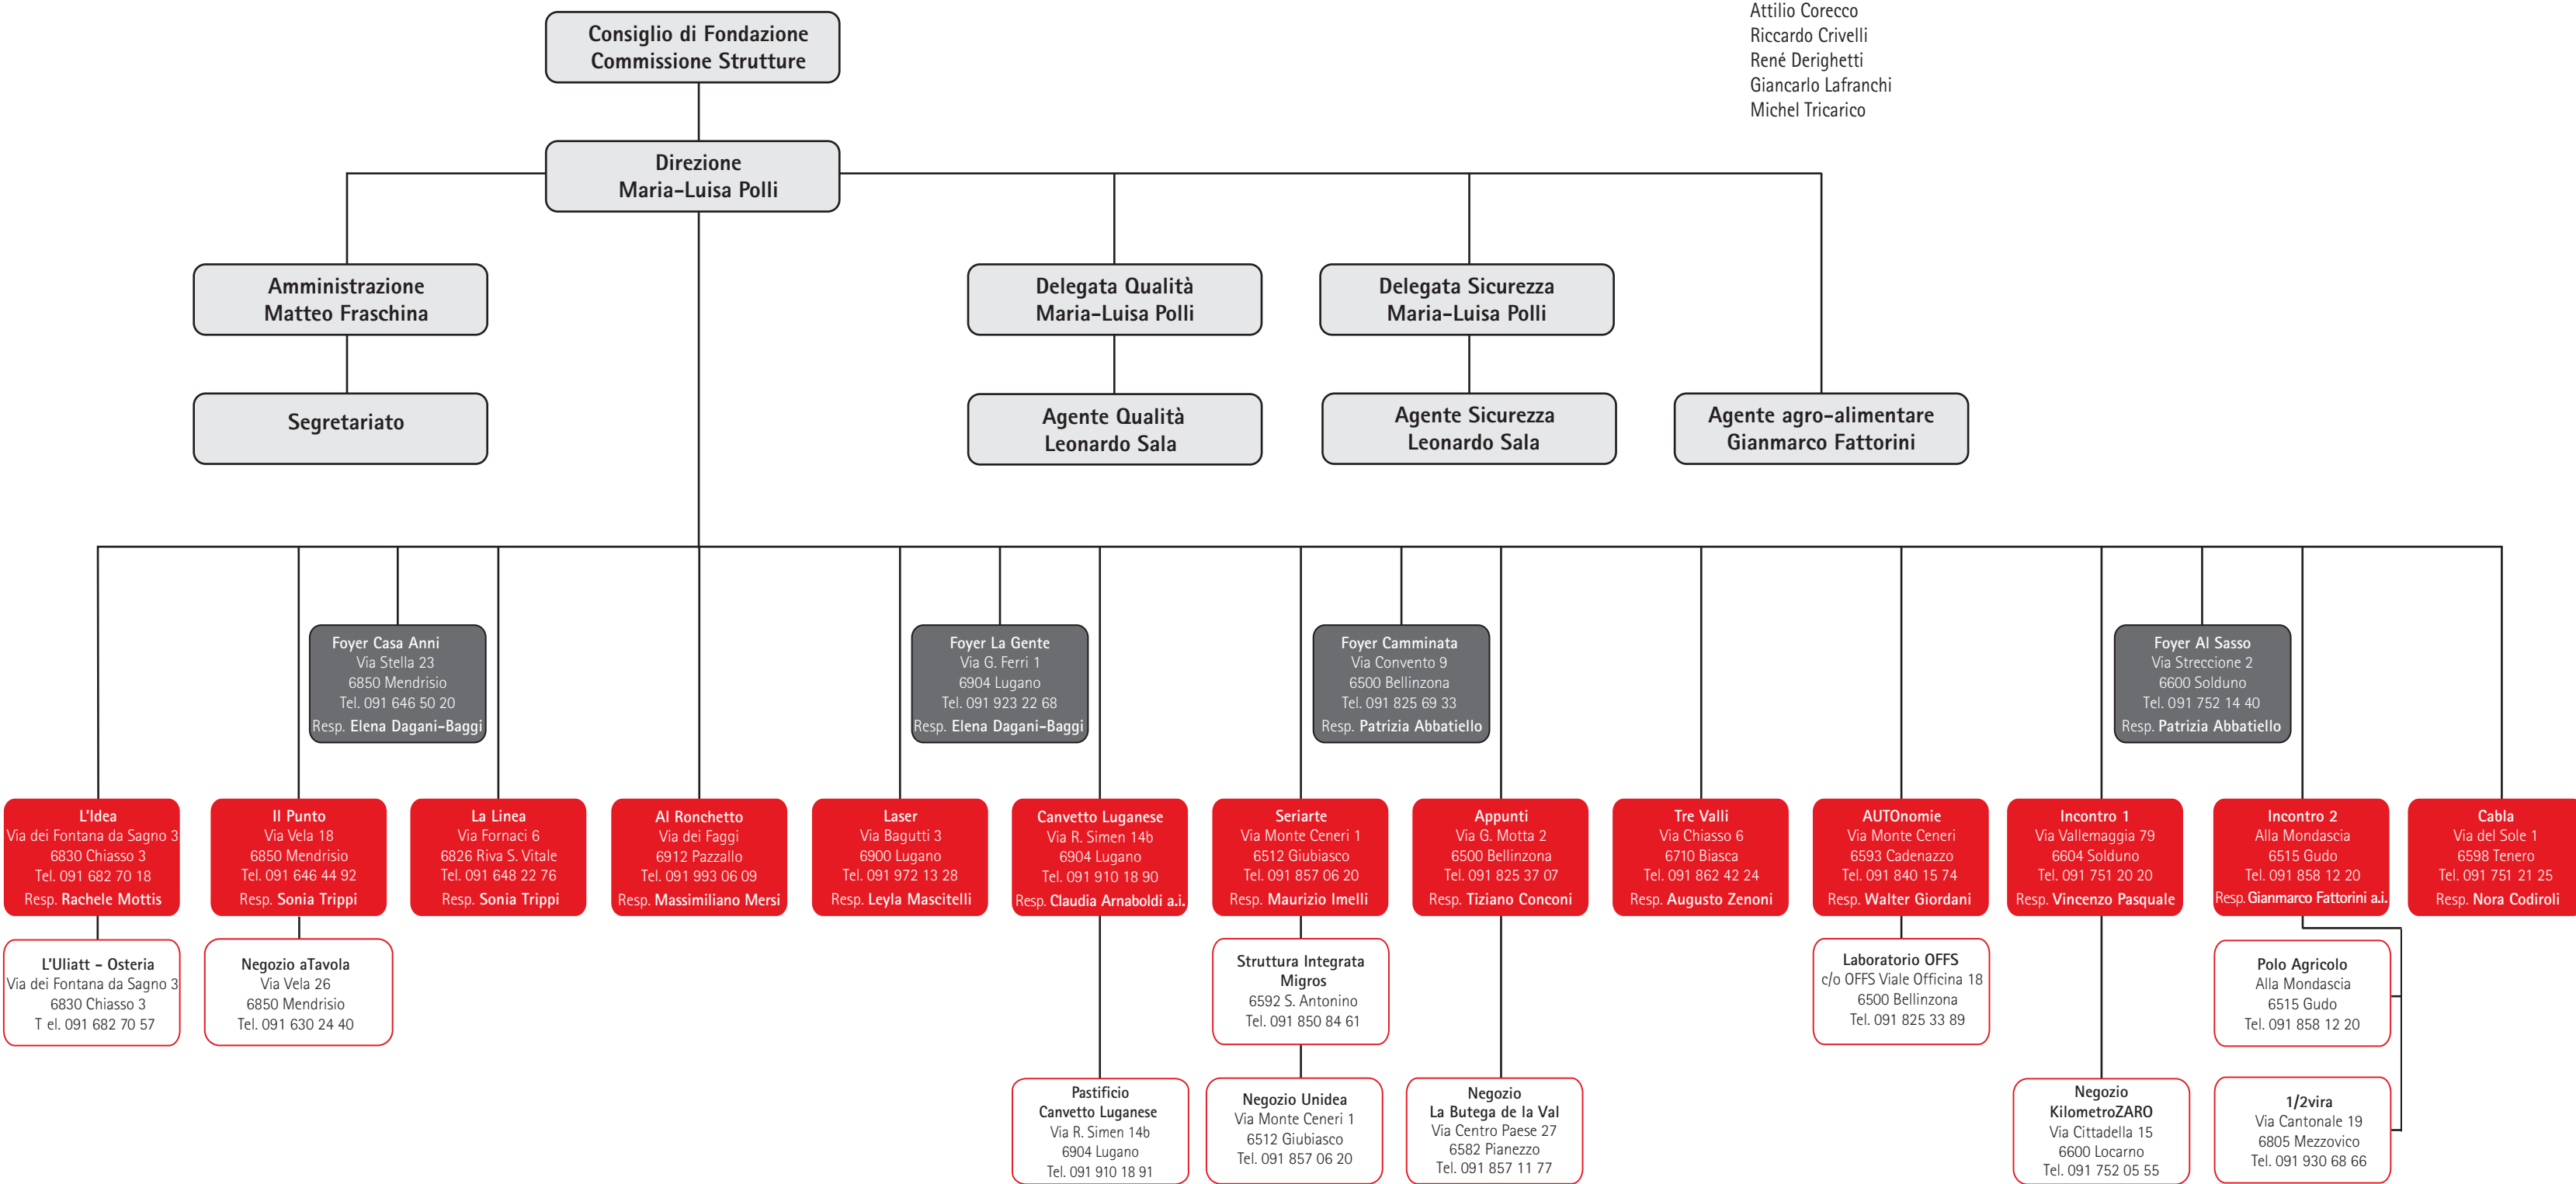 Attilio Corecco
Riccardo Crivelli
René Derighetti
Giancarlo Lafranchi
Michel Tricarico
Consiglio di Fondazione
Commissione Strutture
Direzione
Maria-Luisa Polli
Amministrazione
Matteo Fraschina
Delegata Qualità
Maria-Luisa Polli
Delegata Sicurezza
Maria-Luisa Polli
Segretariato
Agente Qualità
Leonardo Sala
Agente Sicurezza
Leonardo Sala
Agente agro-alimentare
Gianmarco Fattorini
Foyer Casa Anni
Via Stella 23
6850 Mendrisio
Tel. 091 646 50 20
Resp. Elena Dagani-Baggi
Foyer La Gente
Via G. Ferri 1
6904 Lugano
Tel. 091 923 22 68
Resp. Elena Dagani-Baggi
Foyer Camminata
Via Convento 9
6500 Bellinzona
Tel. 091 825 69 33
Resp. Patrizia Abbatiello
Foyer Al Sasso
Via Streccione 2
6600 Solduno
Tel. 091 752 14 40
Resp. Patrizia Abbatiello
L'Idea
Via dei Fontana da Sagno 3
6830 Chiasso 3
Tel. 091 682 70 18
Resp. Rachele Mottis
Il Punto
Via Vela 18
6850 Mendrisio
Tel. 091 646 44 92
Resp. Sonia Trippi
La Linea
Via Fornaci 6
6826 Riva S. Vitale
Tel. 091 648 22 76
Resp. Sonia Trippi
Al Ronchetto
Via dei Faggi
6912 Pazzallo
Tel. 091 993 06 09
Resp. Massimiliano Mersi
Laser
Via Bagutti 3
6900 Lugano
Tel. 091 972 13 28
Resp. Leyla Mascitelli
Canvetto Luganese
Via R. Simen 14b
6904 Lugano
Tel. 091 910 18 90
Resp. Claudia Arnaboldi a.i.
Seriarte
Via Monte Ceneri 1
6512 Giubiasco
Tel. 091 857 06 20
Resp. Maurizio Imelli
Appunti
Via G. Motta 2
6500 Bellinzona
Tel. 091 825 37 07
Resp. Tiziano Conconi
Tre Valli
Via Chiasso 6
6710 Biasca
Tel. 091 862 42 24
Resp. Augusto Zenoni
AUTOnomie
Via Monte Ceneri
6593 Cadenazzo
Tel. 091 840 15 74
Resp. Walter Giordani
Incontro 1
Via Vallemaggia 79
6604 Solduno
Tel. 091 751 20 20
Resp. Vincenzo Pasquale
Incontro 2
Alla Mondascia
6515 Gudo
Tel. 091 858 12 20
Resp. Gianmarco Fattorini a.i.
Cabla
Via del Sole 1
6598 Tenero
Tel. 091 751 21 25
Resp. Nora Codiroli
L'Uliatt - Osteria
Via dei Fontana da Sagno 3
6830 Chiasso 3
T el. 091 682 70 57
Negozio aTavola
Via Vela 26
6850 Mendrisio
Tel. 091 630 24 40
Struttura Integrata
Migros
6592 S. Antonino
Tel. 091 850 84 61
Laboratorio OFFS
c/o OFFS Viale Officina 18
6500 Bellinzona
Tel. 091 825 33 89
Polo Agricolo
Alla Mondascia
6515 Gudo
Tel. 091 858 12 20
Pastificio
Canvetto Luganese
Via R. Simen 14b
6904 Lugano
Tel. 091 910 18 91
Negozio Unidea
Via Monte Ceneri 1
6512 Giubiasco
Tel. 091 857 06 20
Negozio
La Butega de la Val
Via Centro Paese 27
6582 Pianezzo
Tel. 091 857 11 77
Negozio
KilometroZARO
Via Cittadella 15
6600 Locarno
Tel. 091 752 05 55
1/2vira
Via Cantonale 19
6805 Mezzovico
Tel. 091 930 68 66